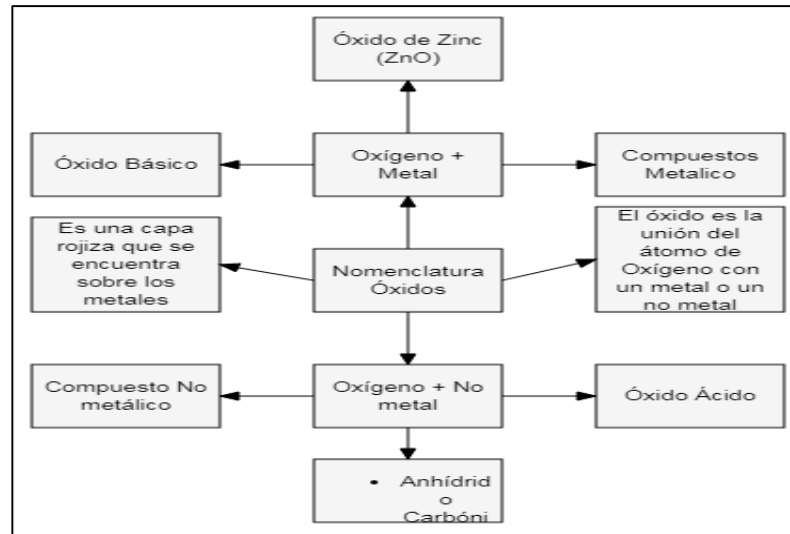 Óxido de Zinc
(ZnO)
Óxido Básico
Oxígeno +
Metal
Compuestos
Metalico
Es una capa
rojiza que se
encuentra
sobre los
metales
Nomenclatura
Óxidos
El óxido es la
unión del
átomo de
Oxígeno con
un metal o un
no metal
Compuesto No
metálico
Oxígeno + No
metal
Óxido Ácido
• Anhídrid
o
Carbóni